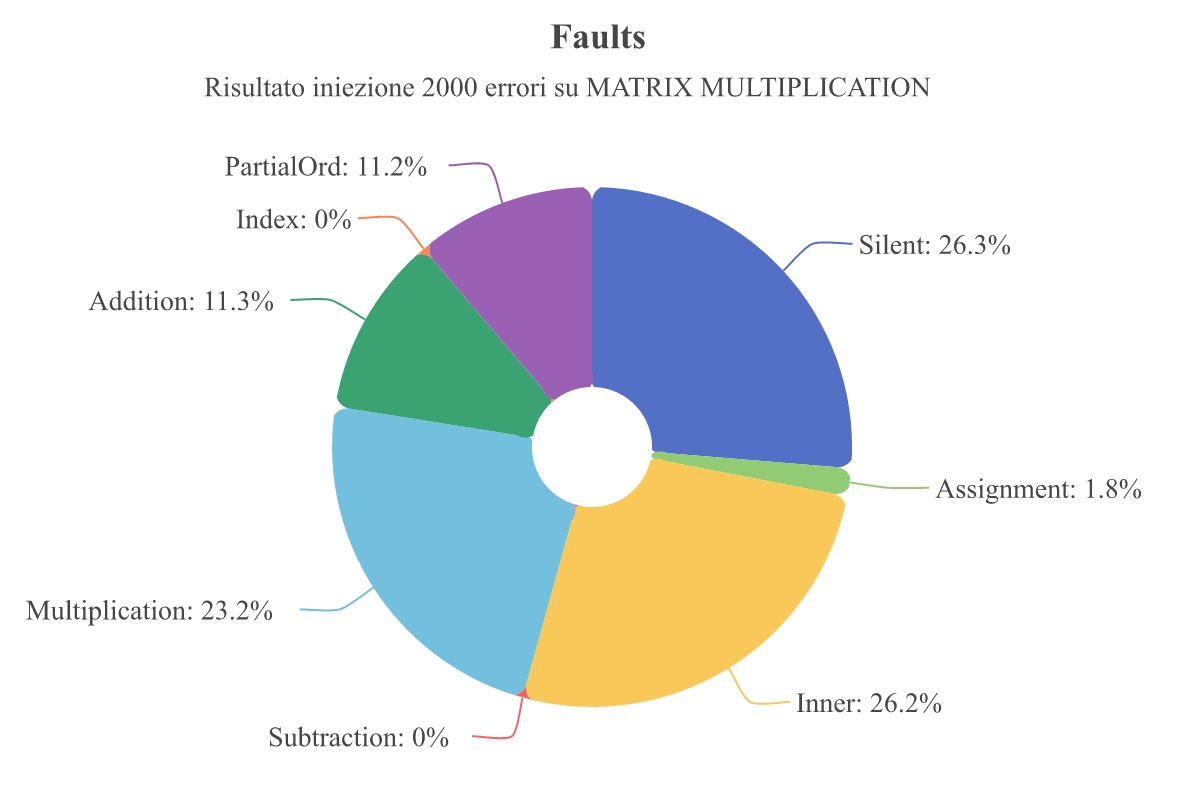 Faults
Risultato iniezione 2000 errori su MATRIX MULTIPLICATION
PartialOrd: 11.2%
Index: 0%
Silent: 26.3%
Addition: 11.3%
Assignment: 1.8%
Multiplication: 23.2%
Inner: 26.2%
Subtraction: 0%